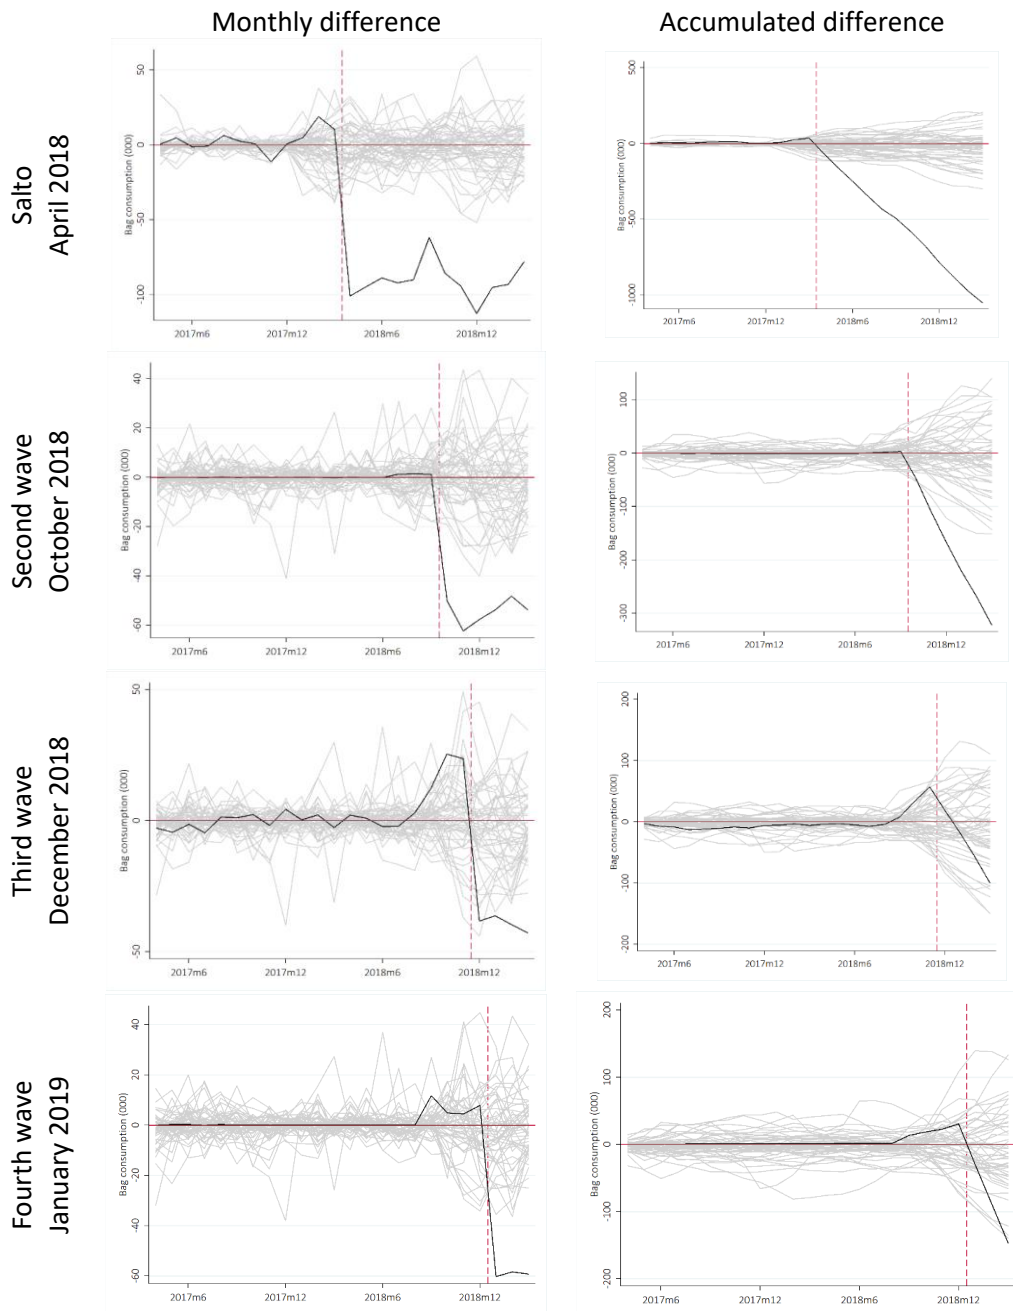 Monthly difference
Accumulated difference
Salto
April 2018
Bag consumption (000)
50
0
-50
-100
2017m6
2017m12
2018m6
2018m12
Bag consumption (000)
500
0
-500
-1000
2017m6
2017m12
2018m6
2018m12
Second wave
October 2018
Bag consumption (000)
40
20
0
-20
-40
-60
2017m6
2017m12
2018m6
2018m12
Bag consumption (000)
100
0
-100
-200
-300
2017m6
2017m12
2018m6
2018m12
Third wave
December 2018
Bag consumption (000)
50
0
-50
2017m6
2017m12
2018m6
2018m12
Bag consumption (000)
200
100
0
-100
-200
2017m6
2017m12
2018m6
2018m12
Fourth wave
January 2019
Bag consumption (000)
40
20
0
-20
-40
-60
2017m6
2017m12
2018m6
2018m12
Bag consumption (000)
200
100
0
-100
-200
2017m6
2017m12
2018m6
2018m12